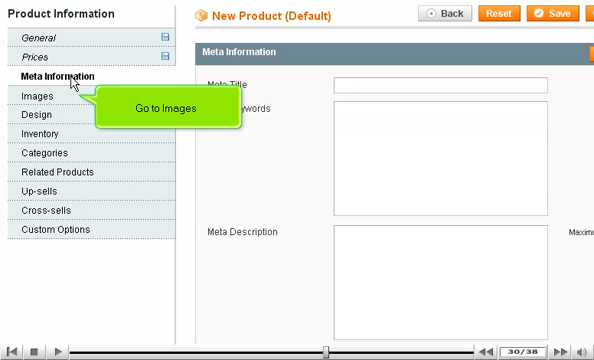 Product Information
General
Prices
Meta Information
Images
Design
Inventory
Categories
Related Products
Up-sells
Cross-sells
Custom Options
Go to Images
New Product (Default)
Back
Reset
Save
Meta Information
Meta Title
Meta Description
30/38